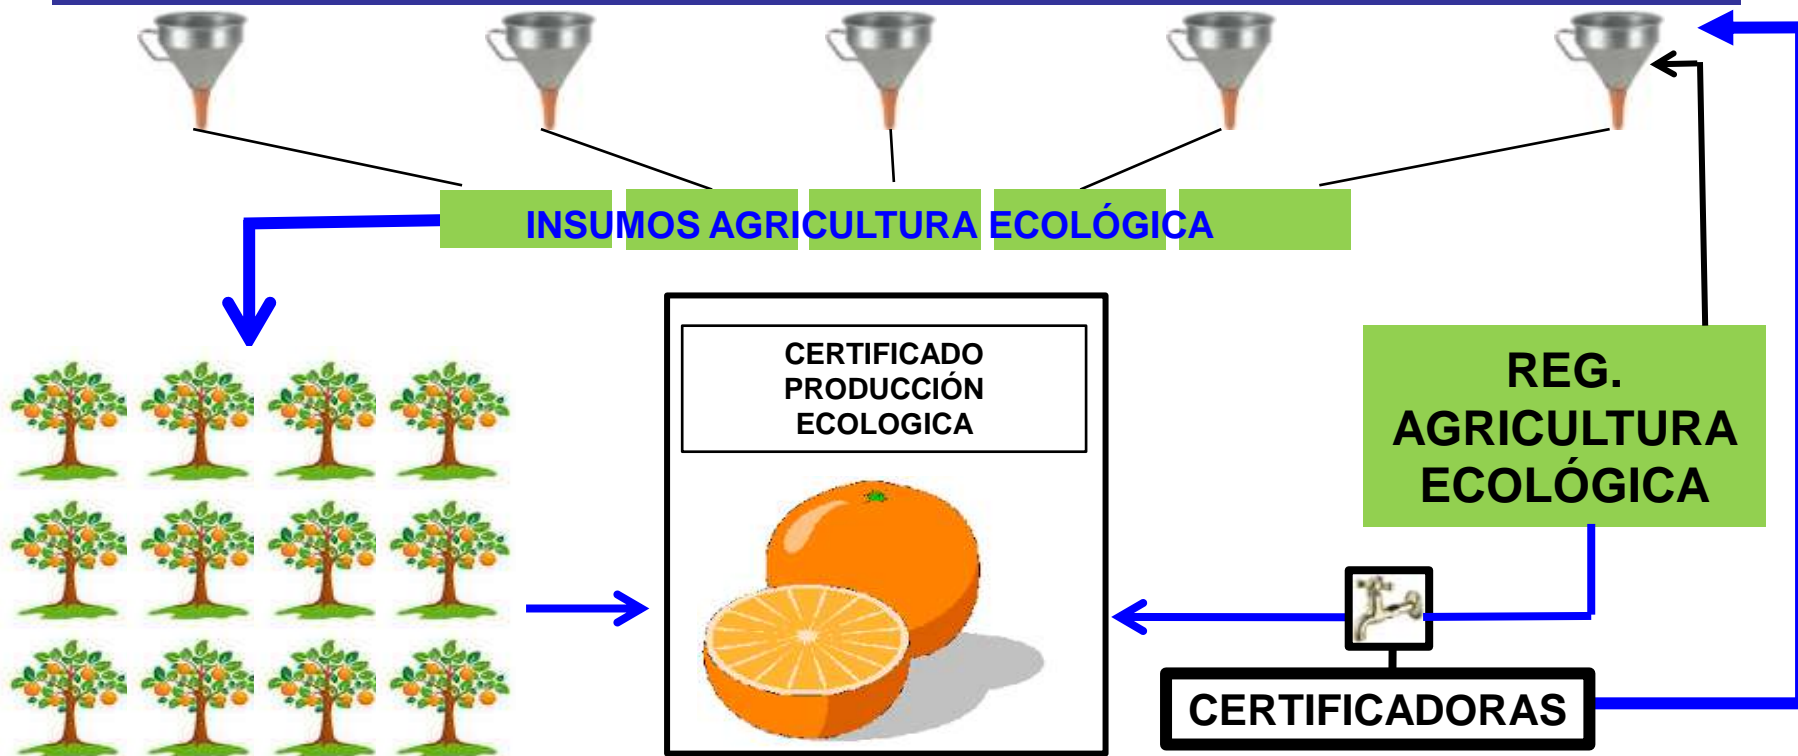 INSUMOS AGRICULTURA ECOLÓGICA
CERTIFICADO
PRODUCCIÓN
ECOLOGICA
REG.
AGRICULTURA
ECOLÓGICA
CERTIFICADORAS